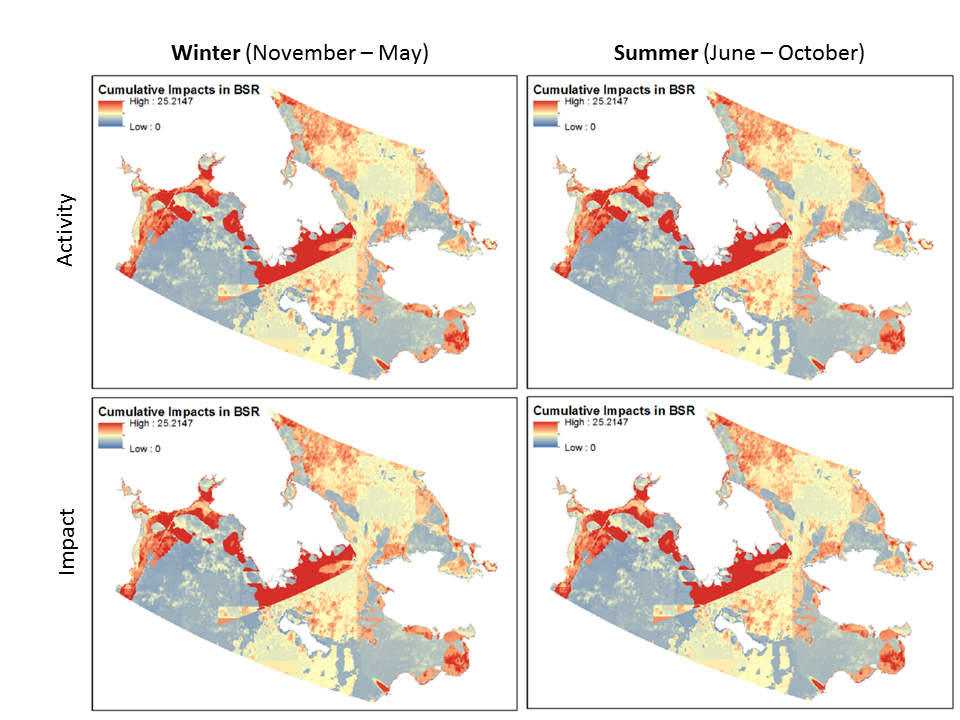 Winter (November – May)
Summer (June – October)
Activity
Cumulative Impacts in BSR
High : 25.2147
Low : 0
Cumulative Impacts in BSR
High : 25.2147
Low : 0
Impact
Cumulative Impacts in BSR
High : 25.2147
Low : 0
Cumulative Impacts in BSR
High : 25.2147
Low : 0